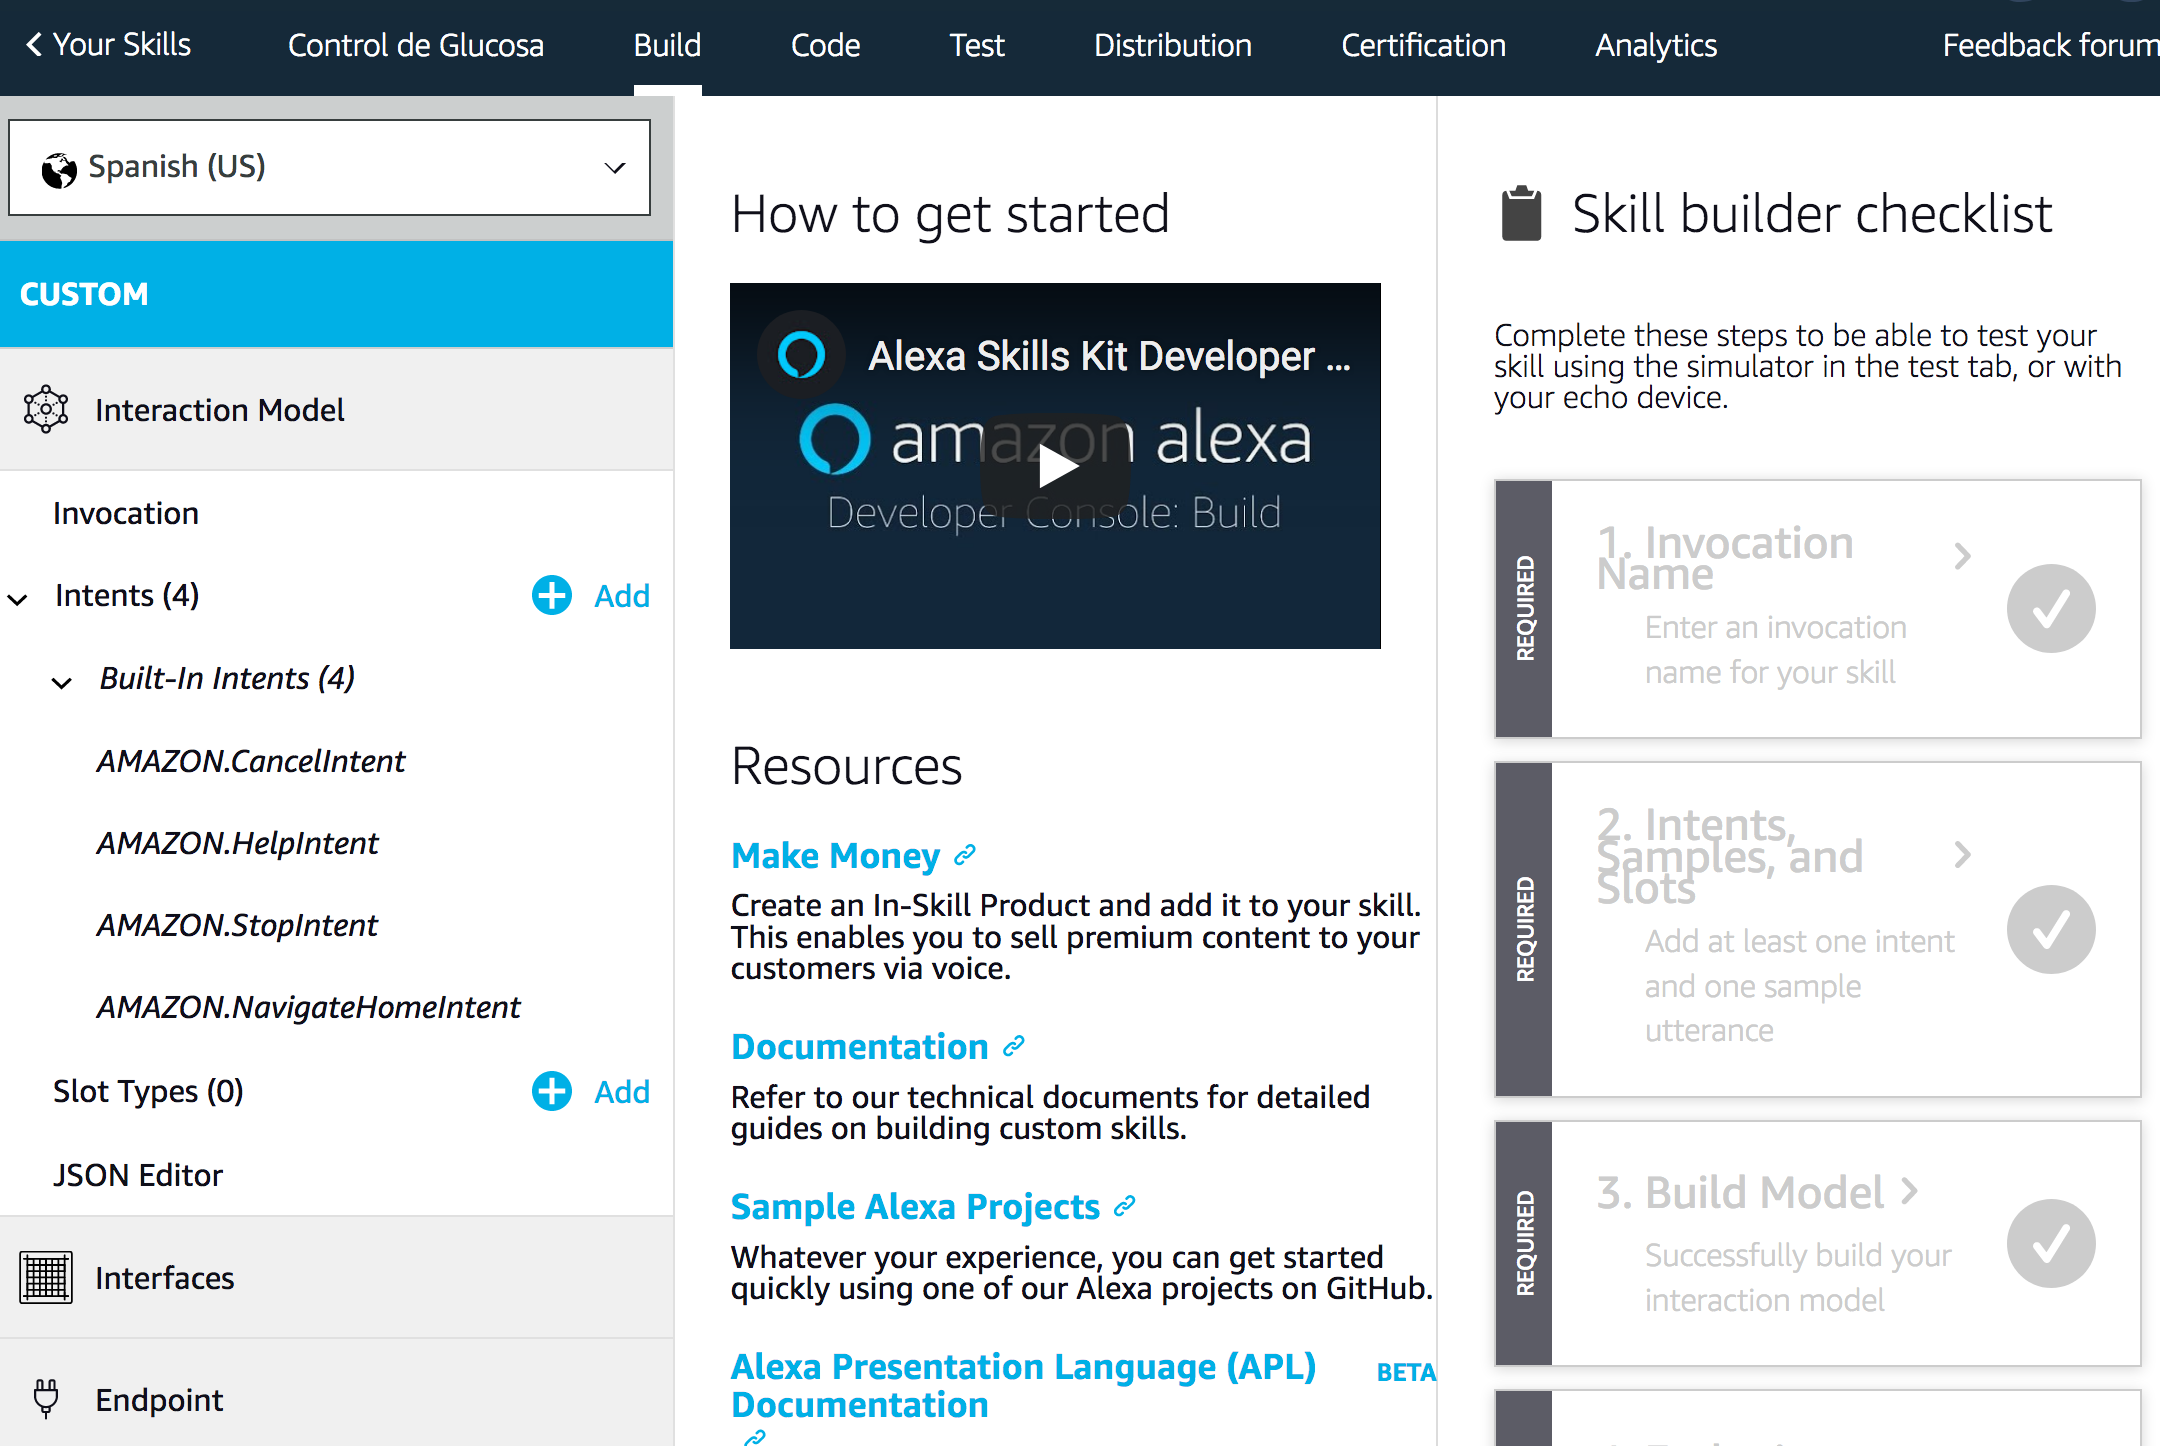 Your Skills
Control de Glucosa
Build
Code
Test
Distribution
Certification
Analytics
Feedback forum
Spanish (US)
CUSTOM
Interaction Model
Invocation
Intents (4)
Add
Built-In Intents (4)
AMAZON.CancelIntent
AMAZON.HelpIntent
AMAZON.StopIntent
AMAZON.NavigateHomeIntent
Slot Types (0)
Add
JSON Editor
Interfaces
Endpoint
How to get started
Alexa Skills Kit Developer ...
amazon alexa
Developer Console: Build
Resources
Make Money
Create an In-Skill Product and add it to your skill.
This enables you to sell premium content to your
customers via voice.
Documentation
Refer to our technical documents for detailed
guides on building custom skills.
Sample Alexa Projects
Whatever your experience, you can get started
quickly using one of our Alexa projects on GitHub.
Alexa Presentation Language (APL)
BETA
Documentation
Skill builder checklist
Complete these steps to be able to test your
skill using the simulator in the test tab, or with
your echo device.
REQUIRED
1. Invocation
Name
Enter an invocation
name for your skill
REQUIRED
2. Intents,
Samples, and
Slots
Add at least one intent
and one sample
utterance
REQUIRED
3. Build Model
Successfully build your
interaction model